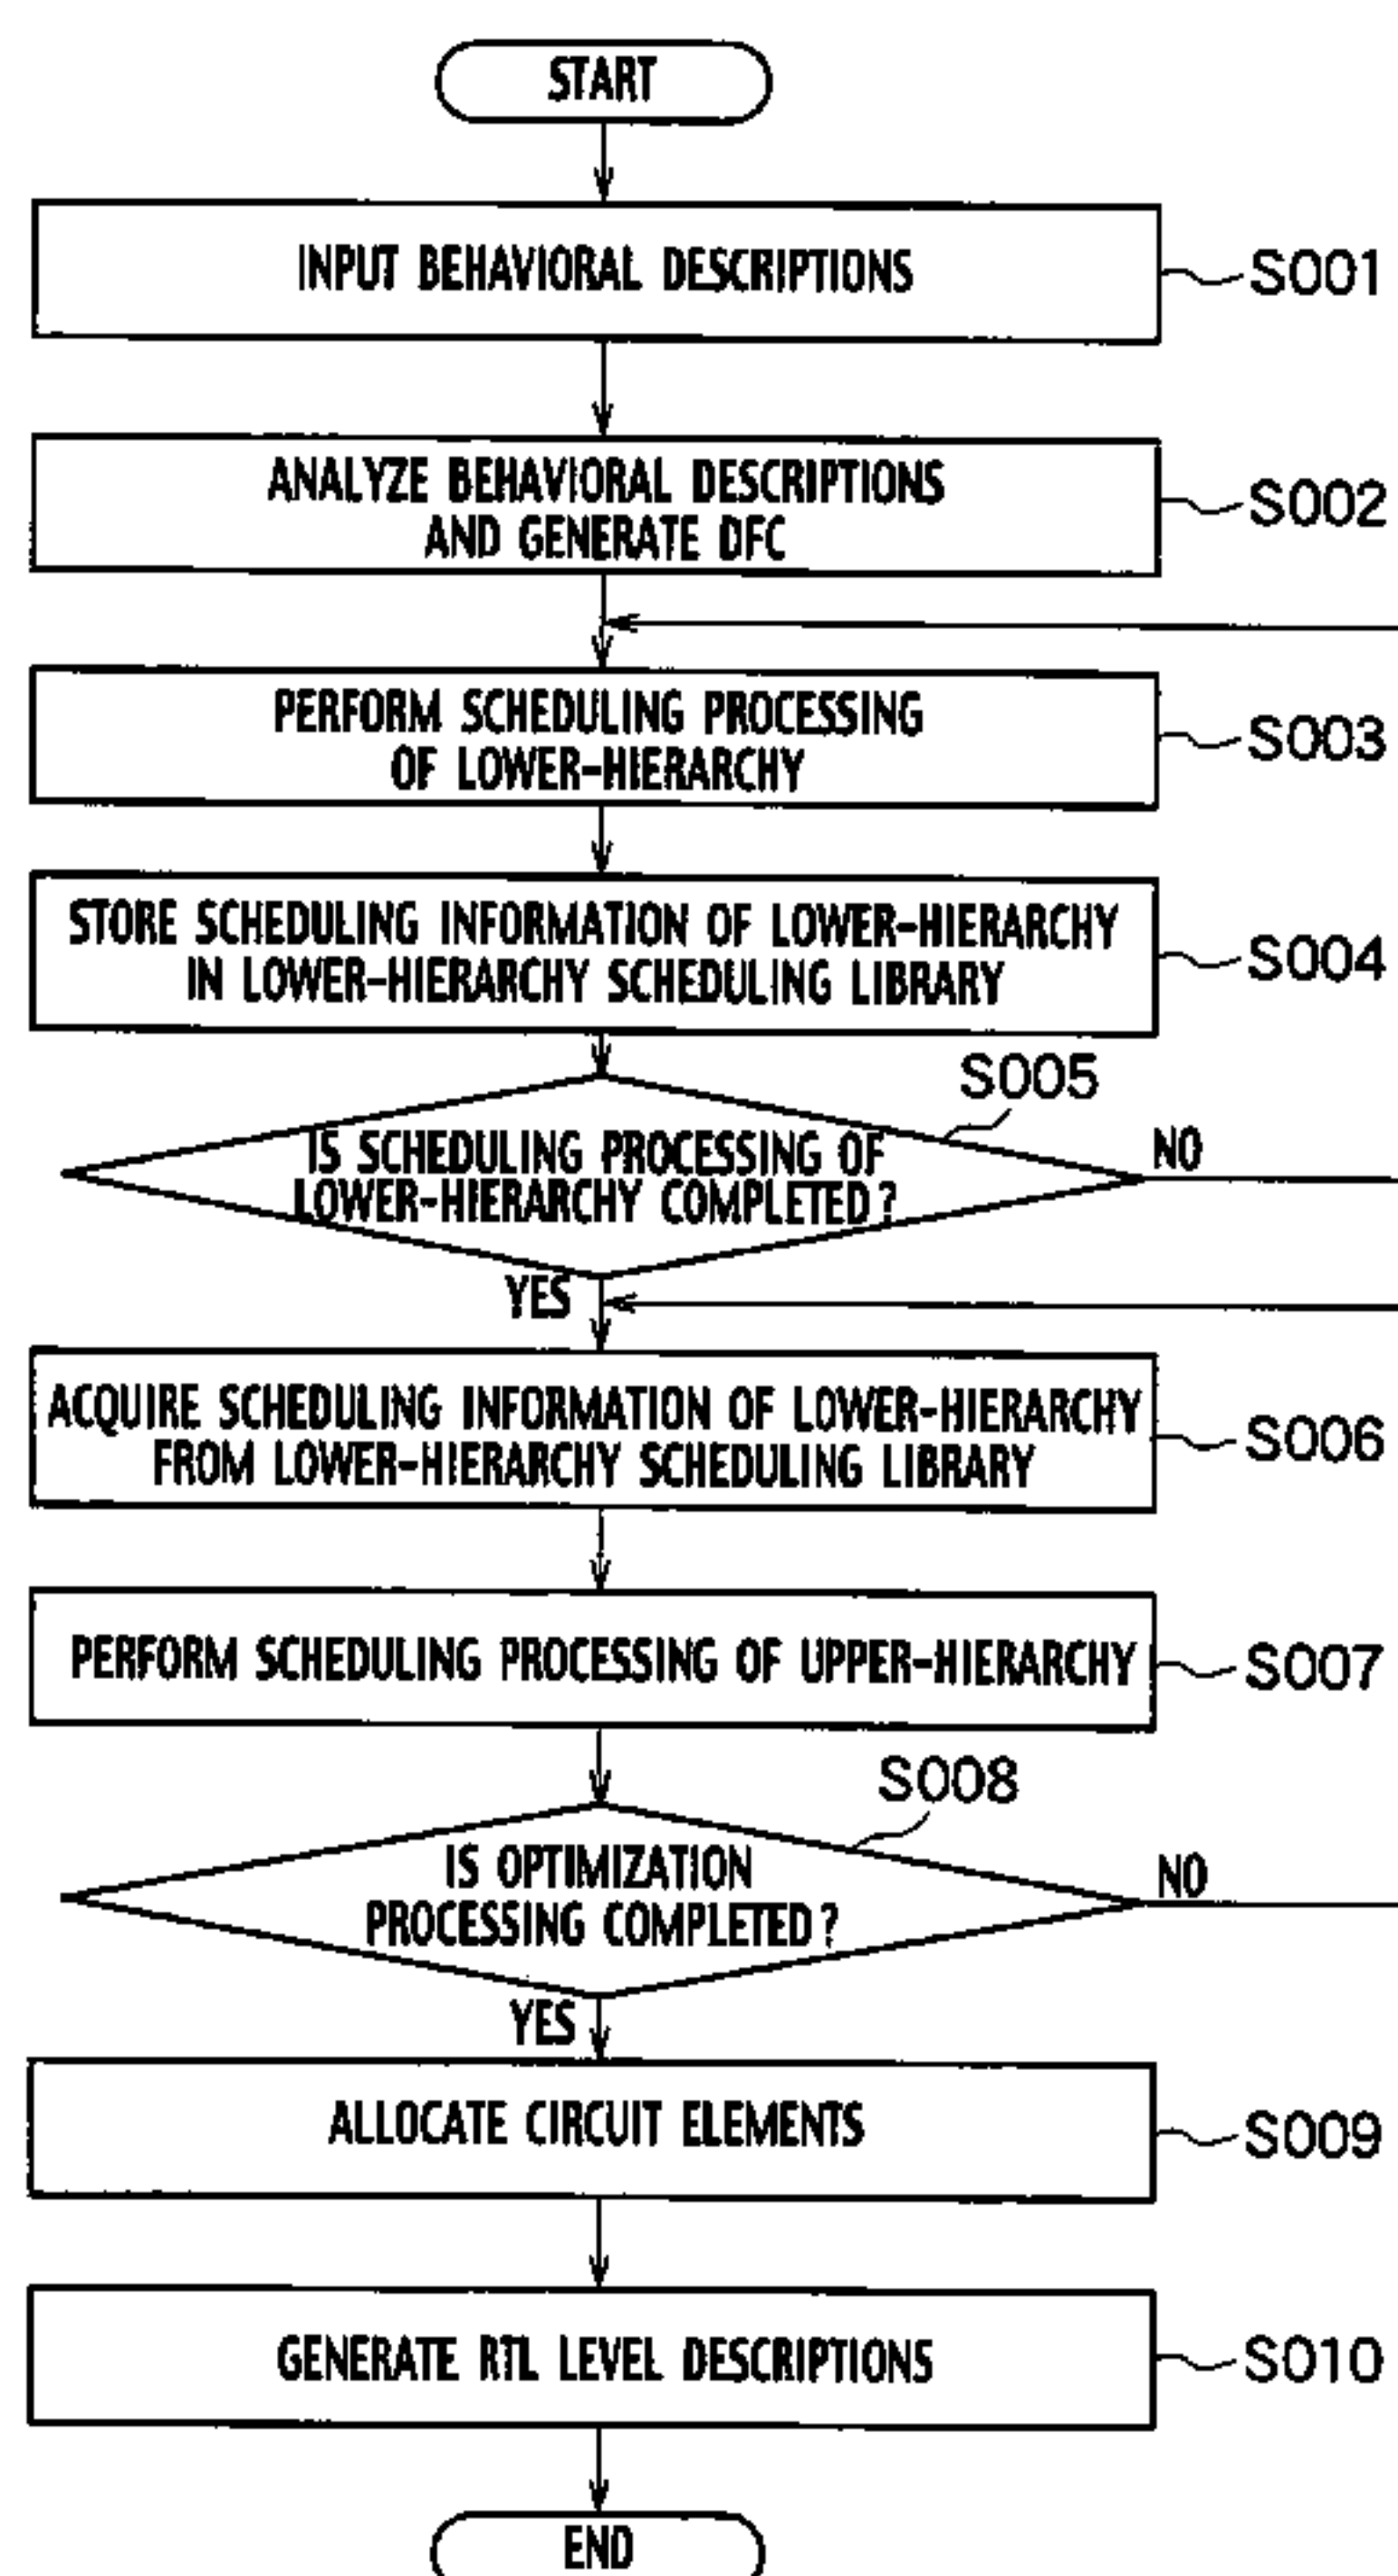 START
INPUT BEHAVIORAL DESCRIPTIONS
S001
ANALYZE BEHAVIORAL DESCRIPTIONS
AND GENERATE DFC
S002
PERFORM SCHEDULING PROCESSING
OF LOWER-HIERARCHY
S003
STORE SCHEDULING INFORMATION OF LOWER-HIERARCHY
IN LOWER-HIERARCHY SCHEDULING LIBRARY
S004
S005
IS SCHEDULING PROCESSING OF
LOWER-HIERARCHY COMPLETED?
NO
YES
ACQUIRE SCHEDULING INFORMATION OF LOWER-HIERARCHY
FROM LOWER-HIERARCHY SCHEDULING LIBRARY
S006
PERFORM SCHEDULING PROCESSING OF UPPER-HIERARCHY
S007
S008
IS OPTIMIZATION
PROCESSING COMPLETED?
NO
YES
ALLOCATE CIRCUIT ELEMENTS
S009
GENERATE RTL LEVEL DESCRIPTIONS
S010
END